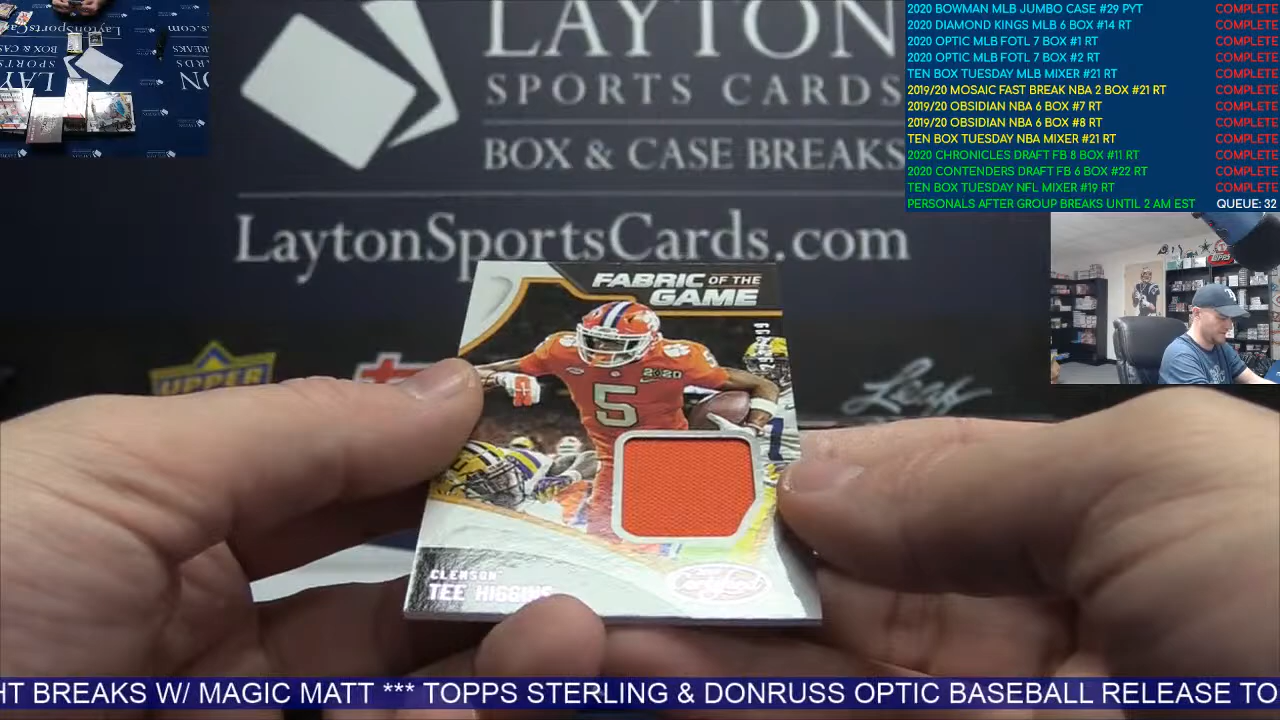 LAYTON
SPORTS CARDS
BOX & CASE BREAKS
LaytonSportsCards.com
2020 BOWMAN MLB JUMBO CASE #29 PYT COMPLETE
2020 DIAMOND KINGS MLB 6 BOX #14 RT COMPLETE
2020 OPTIC MLB FOTL 7 BOX #1 RT COMPLETE
2020 OPTIC MLB FOTL 7 BOX #2 RT COMPLETE
TEN BOX TUESDAY MLB MIXER #21 RT COMPLETE
2019/20 MOSAIC FAST BREAK NBA 2 BOX #21 RT COMPLETE
2019/20 OBSIDIAN NBA 6 BOX #7 RT COMPLETE
2019/20 OBSIDIAN NBA 6 BOX #8 RT COMPLETE
TEN BOX TUESDAY NBA MIXER #21 RT COMPLETE
2020 CHRONICLES DRAFT FB 8 BOX #11 RT COMPLETE
2020 CONTENDERS DRAFT FB 6 BOX #22 RT COMPLETE
TEN BOX TUESDAY NFL MIXER #19 RT COMPLETE
PERSONALS AFTER GROUP BREAKS UNTIL 2 AM EST QUEUE: 32
FABRIC OF THE
GAME
2020
5
UPPER
Leaf
CLEMSON
TEE HIGGINS
HT BREAKS W/ MAGIC MATT *** TOPPS STERLING & DONRUSS OPTIC BASEBALL RELEASE TO